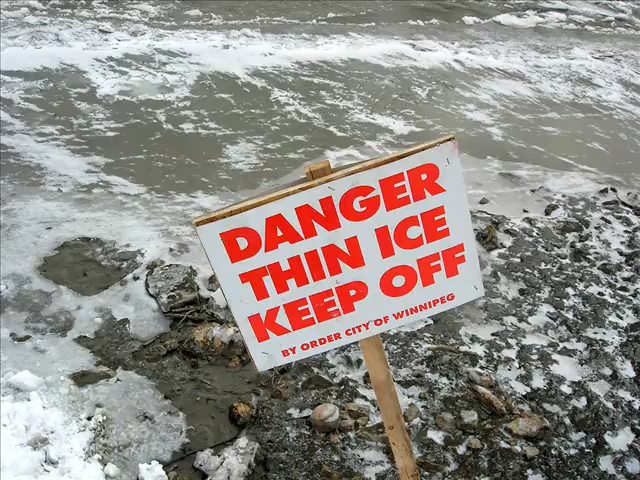 DANGER
THIN ICE
KEEP OFF
BY ORDER CITY OF WINNIPEG